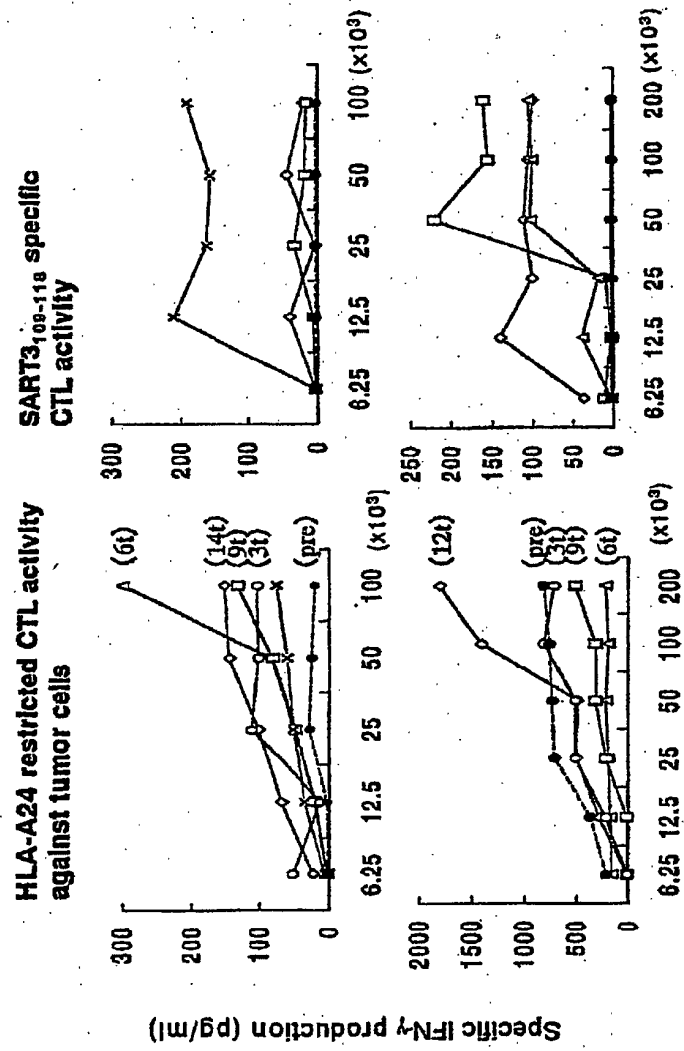 HLA-A24 restricted CTL activity
against tumor cells
SART3109-118 specific
CTL activity
Specific IFNγ production (pg/ml)
300
200
100
0
(6t)
(14t)
(9t)
(3t)
(pre)
6.25 12.5 25 50 100 (x10³)
300
200
100
0
6.25 12.5 25 50 100 (x10³)
2000
1500
1000
500
0
(12t)
(pre)
(3t)
(9t)
(6t)
6.25 12.5 25 50 100 200 (x10³)
250
200
150
100
50
0
6.25 12.5 25 50 100 200 (x10³)